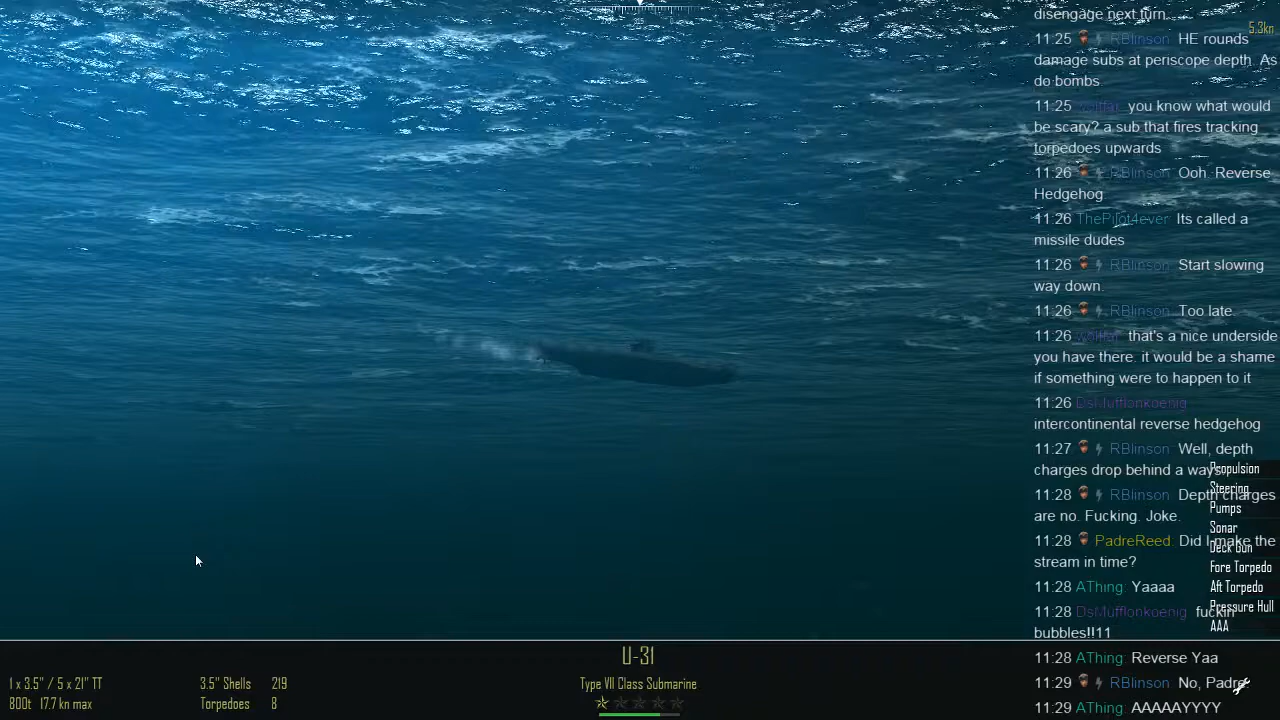 disengage next turn..
5.3kn
11:25 RBlinson: HE rounds
damage subs at periscope depth. As
do bombs.
11:25 you know what would
be scary? a sub that fires tracking
torpedoes upwards
11:26 RBlinson: Ooh. Reverse
Hedgehog
11:26 ThePilot4ever: Its called a
missile dudes
11:26 RBlinson: Start slowing
way down.
11:26 RBlinson: Too late.
11:26 that's a nice underside
you have there. it would be a shame
if something were to happen to it
11:26 DsMufflonkoenig:
intercontinental reverse hedgehog
11:27 RBlinson: Well, depth
charges drop behind a ways.
11:28 RBlinson: Depth charges
are no. Fucking. Joke.
11:28 PadreReed: Did I make the
stream in time?
11:28 AThing: Yaaaa
11:28 DsMufflonkoenig: fuckin
bubbles!!11
11:28 AThing: Reverse Yaa
11:29 RBlinson: No, Padre.
11:29 AThing: AAAAAYYYY
Propulsion
Steering
Pumps
Sonar
Deck Gun
Fore Torpedo
Aft Torpedo
Pressure Hull
AAA
U-31
Type VII Class Submarine
1 x 3.5" / 5 x 21" TT
800t 17.7 kn max
3.5" Shells 219
Torpedoes 8